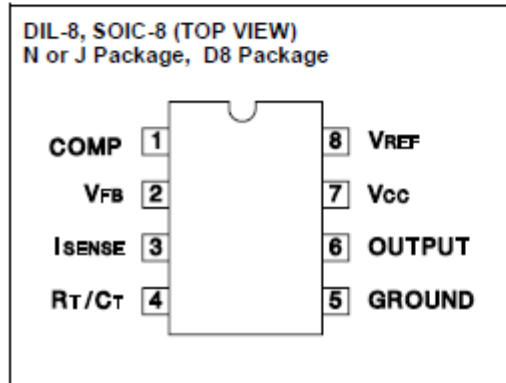 DIL-8, SOIC-8 (TOP VIEW)
N or J Package, D8 Package
COMP 1 8 VREF
VFB 2 7 VCC
ISENSE 3 6 OUTPUT
RT/CT 4 5 GROUND